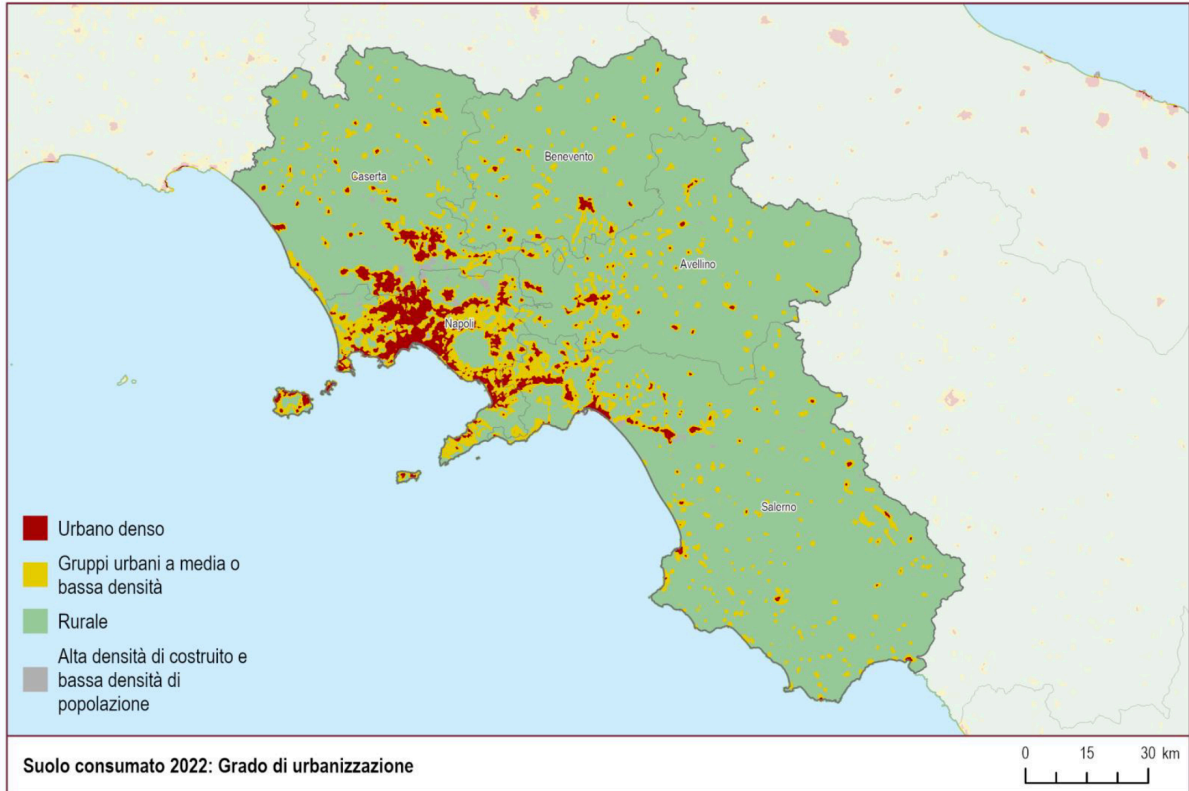 Benevento
Caserta
Avellino
Napoli
Salerno
Urbano denso
Gruppi urbani a media o
bassa densità
Rurale
Alta densità di costruito e
bassa densità di
popolazione
Suolo consumato 2022: Grado di urbanizzazione
0 15 30 km